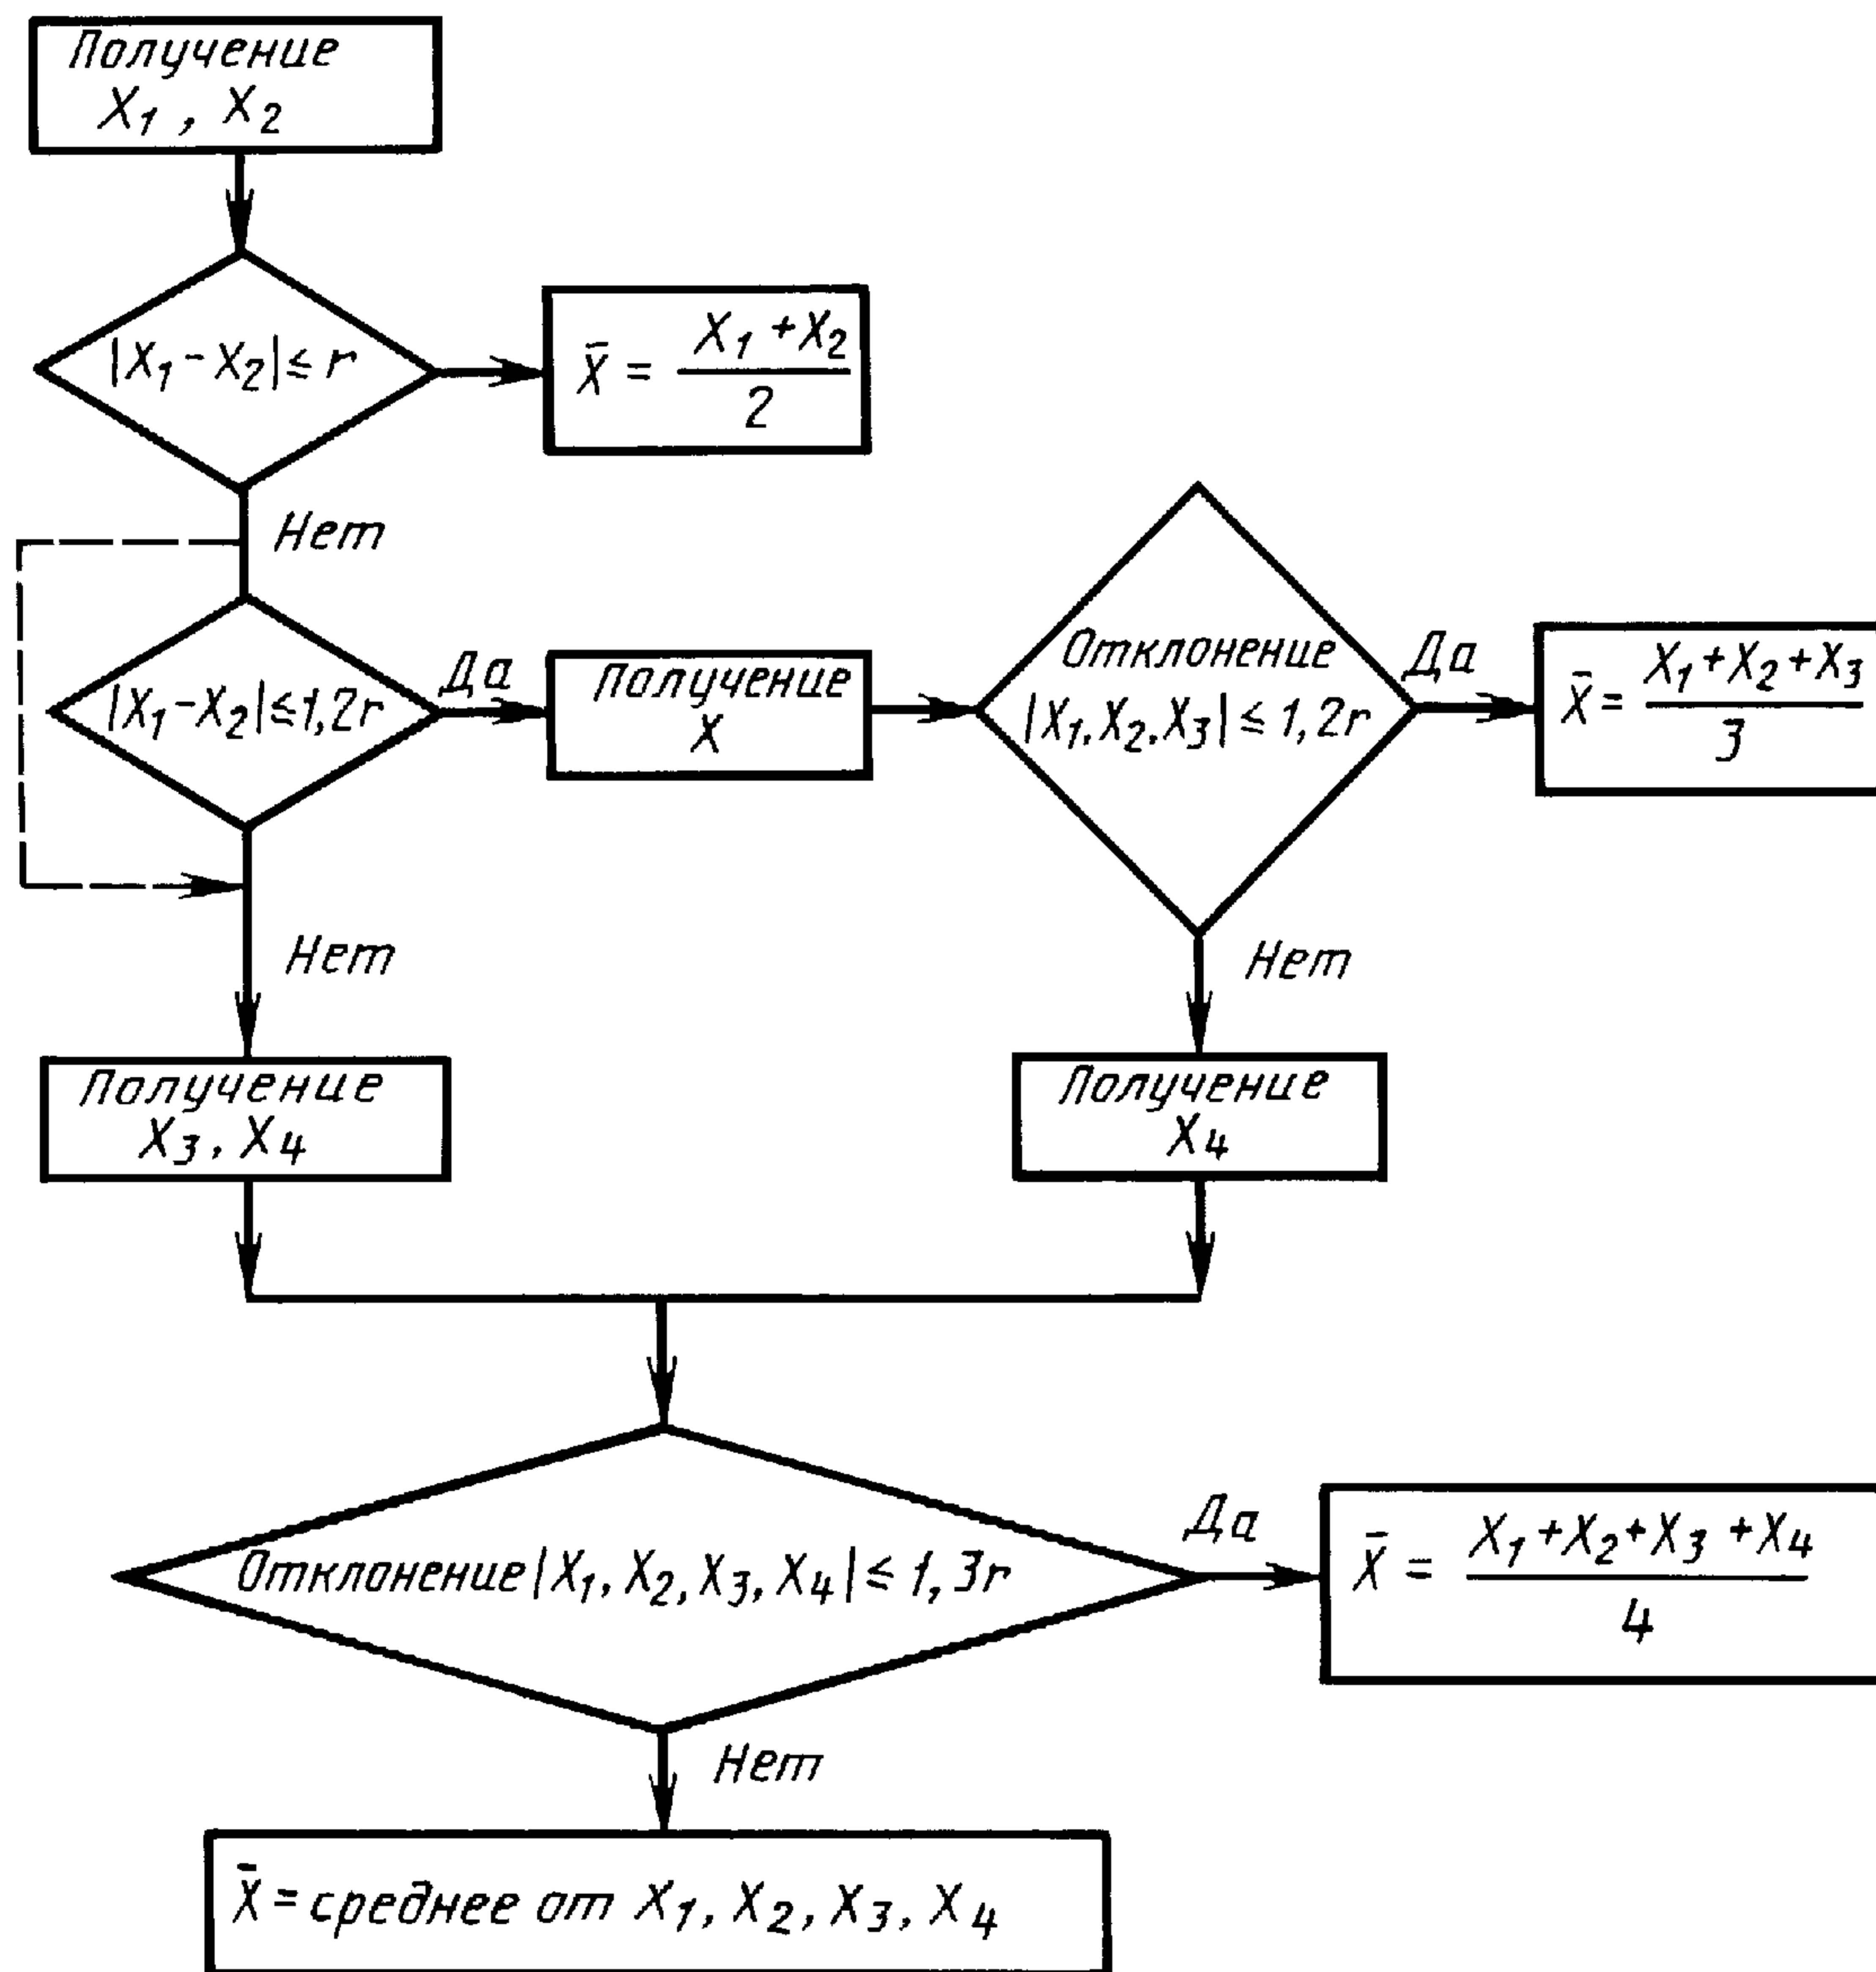 Получение
X₁, X₂
|X₁-X₂|≤r
X̄ = (X₁+X₂)/2
Нет
|X₁-X₂|≤1,2r
Да
Получение
X
Отклонение
|X₁,X₂,X₃|≤1,2r
Да
X̄ = (X₁+X₂+X₃)/3
Нет
Нет
Получение
X₃, X₄
Получение
X₄
Отклонение|X₁, X₂, X₃, X₄|≤1,3r
Да
X̄ = (X₁+X₂+X₃+X₄)/4
Нет
X̄ = среднее от X₁, X₂, X₃, X₄